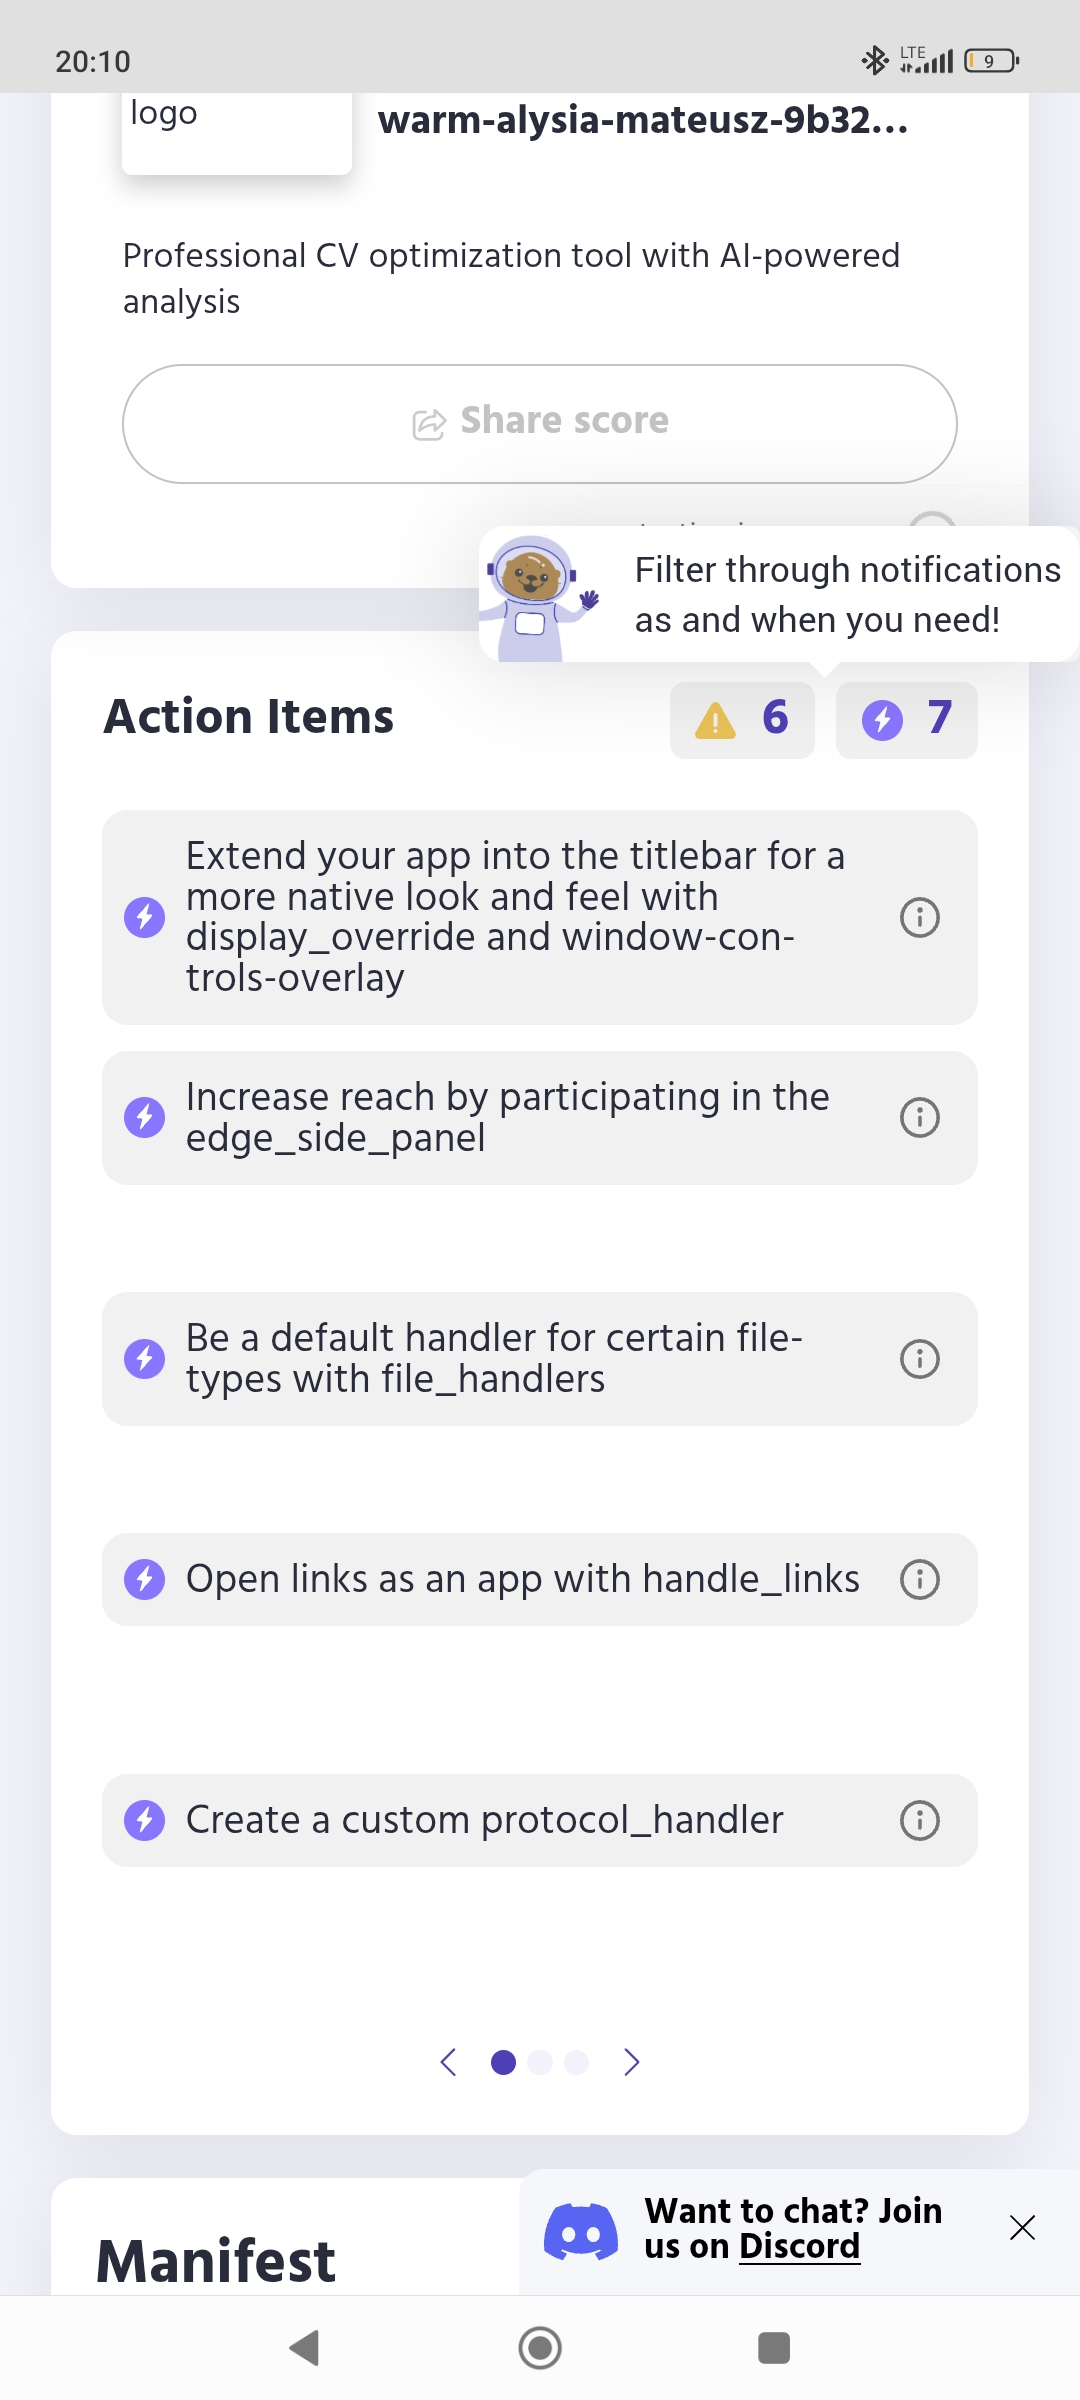 20:10
LTE
9
logo
warm-alysia-mateusz-9b32...
Professional CV optimization tool with AI-powered
analysis
Share score
Filter through notifications
as and when you need!
Action Items
6
7
Extend your app into the titlebar for a
more native look and feel with
display_override and window-con-
trols-overlay
Increase reach by participating in the
edge_side_panel
Be a default handler for certain file-
types with file_handlers
Open links as an app with handle_links
Create a custom protocol_handler
Want to chat? Join
us on Discord
Manifest